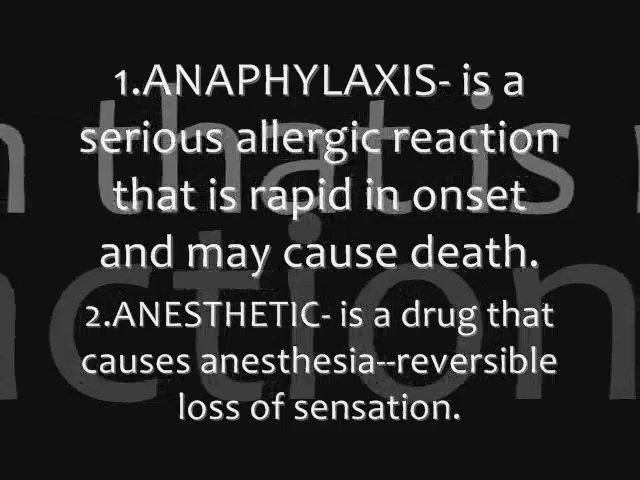 1.ANAPHYLAXIS- is a
serious allergic reaction
that is rapid in onset
and may cause death.
2.ANESTHETIC- is a drug that
causes anesthesia--reversible
loss of sensation.